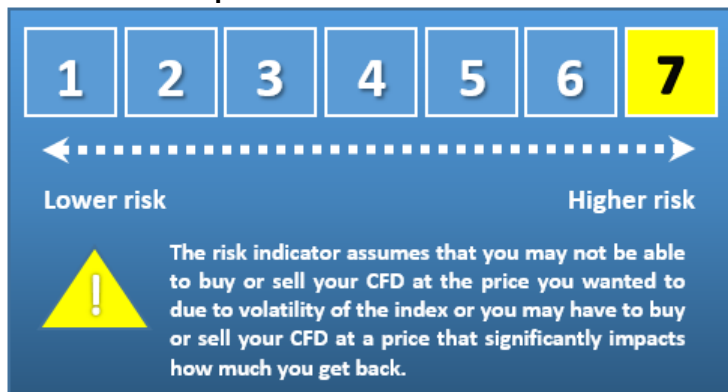 1 2 3 4 5 6 7
Lower risk Higher risk
!
The risk indicator assumes that you may not be able
to buy or sell your CFD at the price you wanted to
due to volatility of the index or you may have to buy
or sell your CFD at a price that significantly impacts
how much you get back.